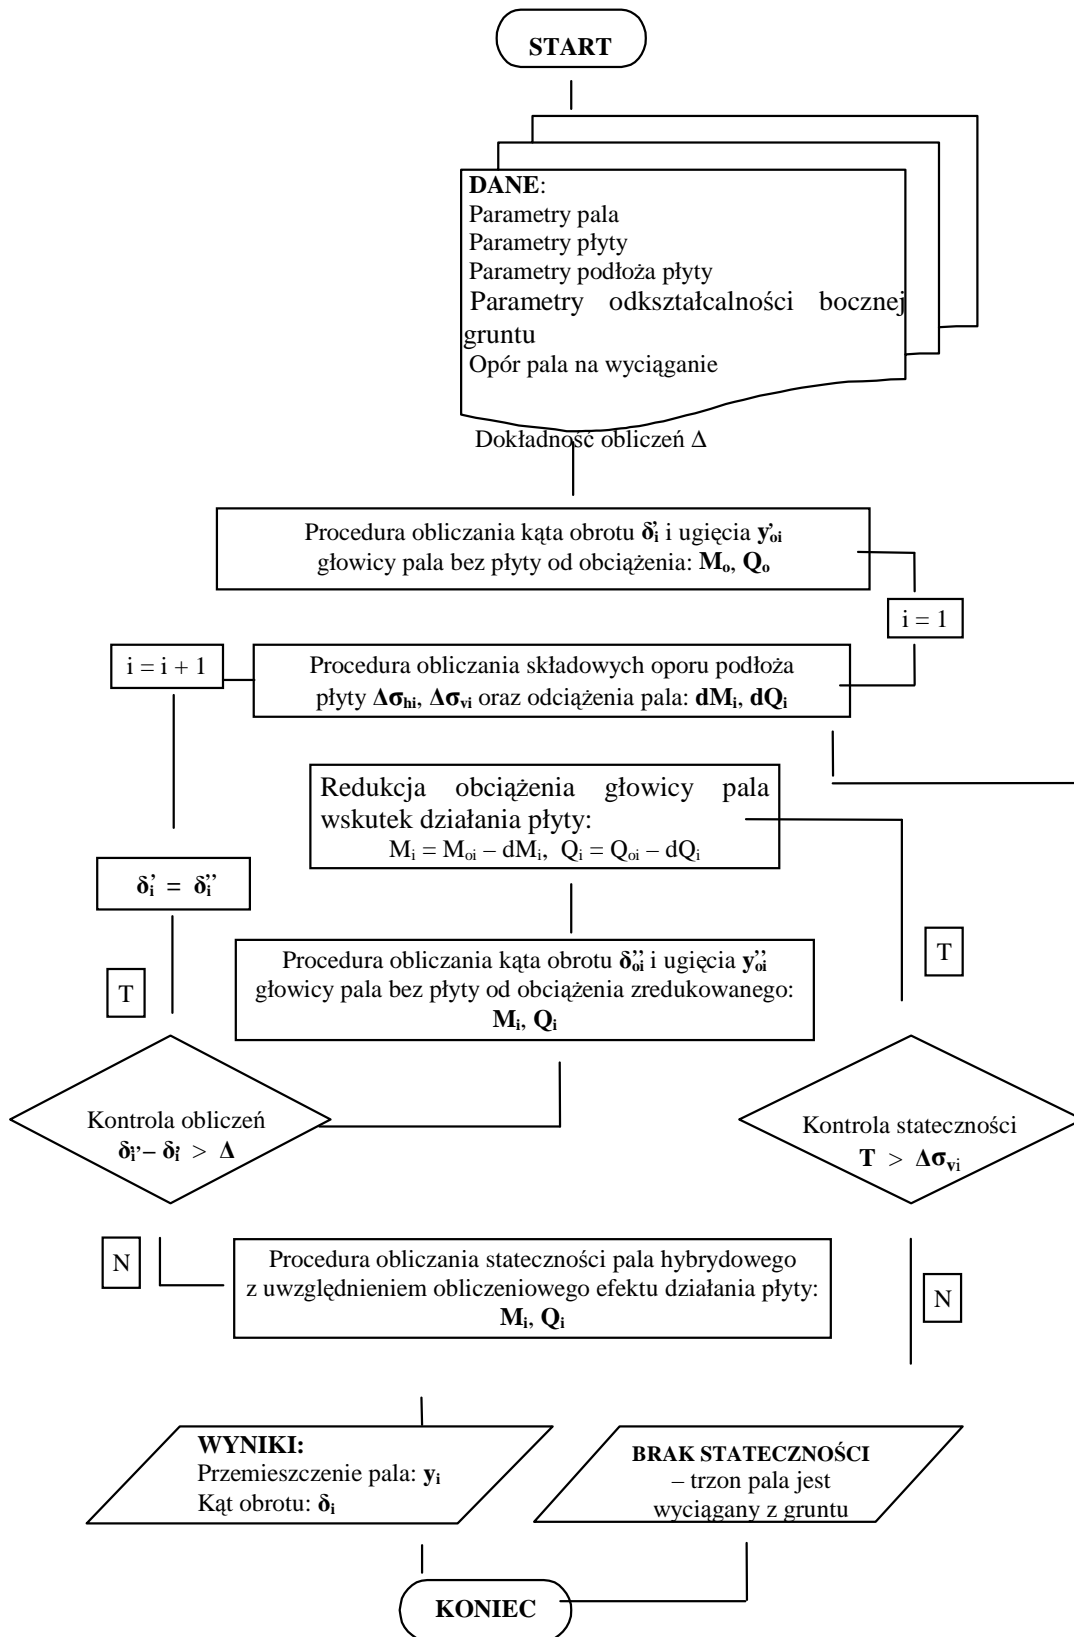 START
DANE:
Parametry pala
Parametry płyty
Parametry podłoża płyty
Parametry odkształcalności bocznej
gruntu
Opór pala na wyciąganie
Dokładność obliczeń Δ
Procedura obliczania kąta obrotu δ'i i ugięcia y'oi
głowicy pala bez płyty od obciążenia: Mo, Qo
i = 1
i = i + 1
Procedura obliczania składowych oporu podłoża
płyty Δσhi, Δσvi oraz odciążenia pala: dMi, dQi
Redukcja obciążenia głowicy pala
wskutek działania płyty:
Mi = Moi – dMi, Qi = Qoi – dQi
δi' = δi''
T
Procedura obliczania kąta obrotu δ''oi i ugięcia y''oi
głowicy pala bez płyty od obciążenia zredukowanego:
Mi, Qi
T
Kontrola obliczeń
δi''– δi' > Δ
Kontrola stateczności
T > Δσvi
N
Procedura obliczania stateczności pala hybrydowego
z uwzględnieniem obliczeniowego efektu działania płyty:
Mi, Qi
N
WYNIKI:
Przemieszczenie pala: yi
Kąt obrotu: δi
BRAK STATECZNOŚCI
– trzon pala jest
wyciągany z gruntu
KONIEC